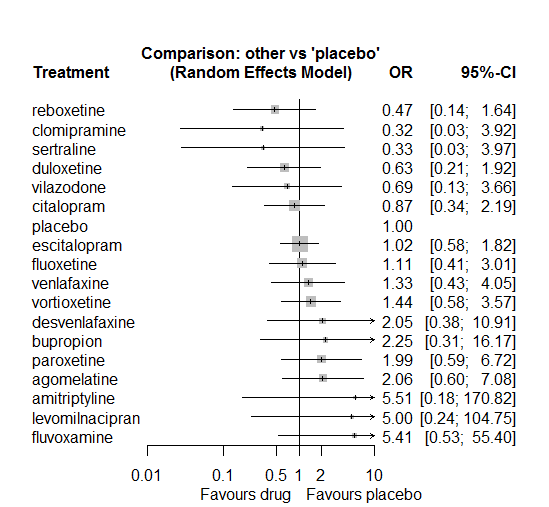 Comparison: other vs 'placebo'
Treatment (Random Effects Model) OR 95%-CI
reboxetine 0.47 [0.14; 1.64]
clomipramine 0.32 [0.03; 3.92]
sertraline 0.33 [0.03; 3.97]
duloxetine 0.63 [0.21; 1.92]
vilazodone 0.69 [0.13; 3.66]
citalopram 0.87 [0.34; 2.19]
placebo 1.00
escitalopram 1.02 [0.58; 1.82]
fluoxetine 1.11 [0.41; 3.01]
venlafaxine 1.33 [0.43; 4.05]
vortioxetine 1.44 [0.58; 3.57]
desvenlafaxine 2.05 [0.38; 10.91]
bupropion 2.25 [0.31; 16.17]
paroxetine 1.99 [0.59; 6.72]
agomelatine 2.06 [0.60; 7.08]
amitriptyline 5.51 [0.18; 170.82]
levomilnacipran 5.00 [0.24; 104.75]
fluvoxamine 5.41 [0.53; 55.40]
0.01 0.1 0.5 1 2 10
Favours drug Favours placebo